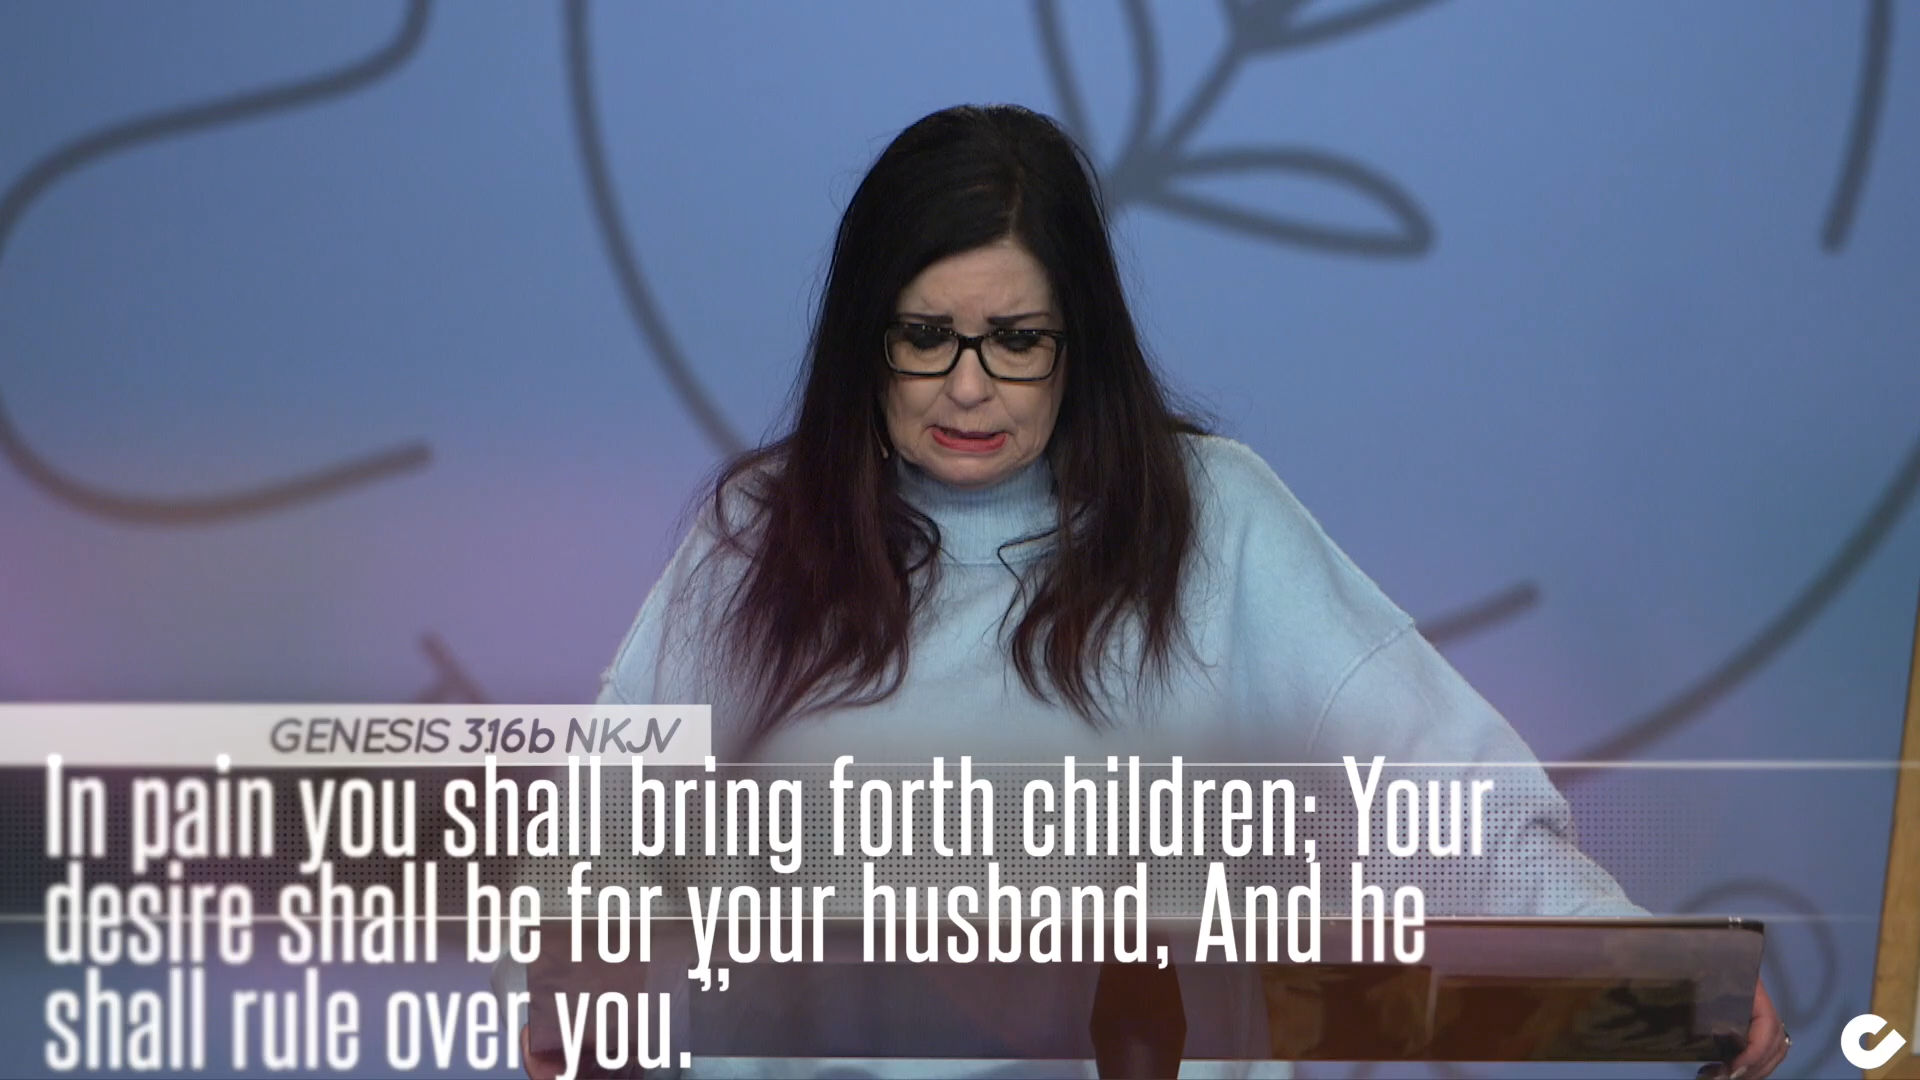 GENESIS 3:16b NKJV
In pain you shall bring forth children; Your
desire shall be for your husband, And he
shall rule over you.”